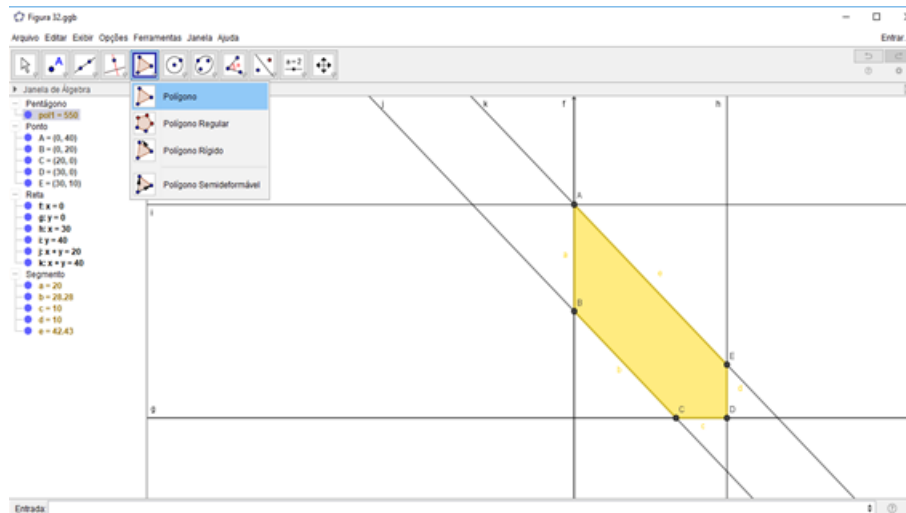 Figura 32.ggb
Arquivo Editar Exibir Opções Ferramentas Janela Ajuda
Entrar...
Janela de Álgebra
Pentágono
pol1 = 550
Ponto
A = (0, 40)
B = (0, 20)
C = (20, 0)
D = (30, 0)
E = (30, 10)
Reta
f: x = 0
g: y = 0
h: x = 30
i: y = 40
j: x + y = 20
k: x + y = 40
Segmento
a = 20
b = 28.28
c = 10
d = 10
e = 42,43
Polígono
Polígono Regular
Polígono Rígido
Polígono Semideformável
a=2
j
k
f
h
i
A
a
e
B
b
E
d
g
C
D
Entrada: